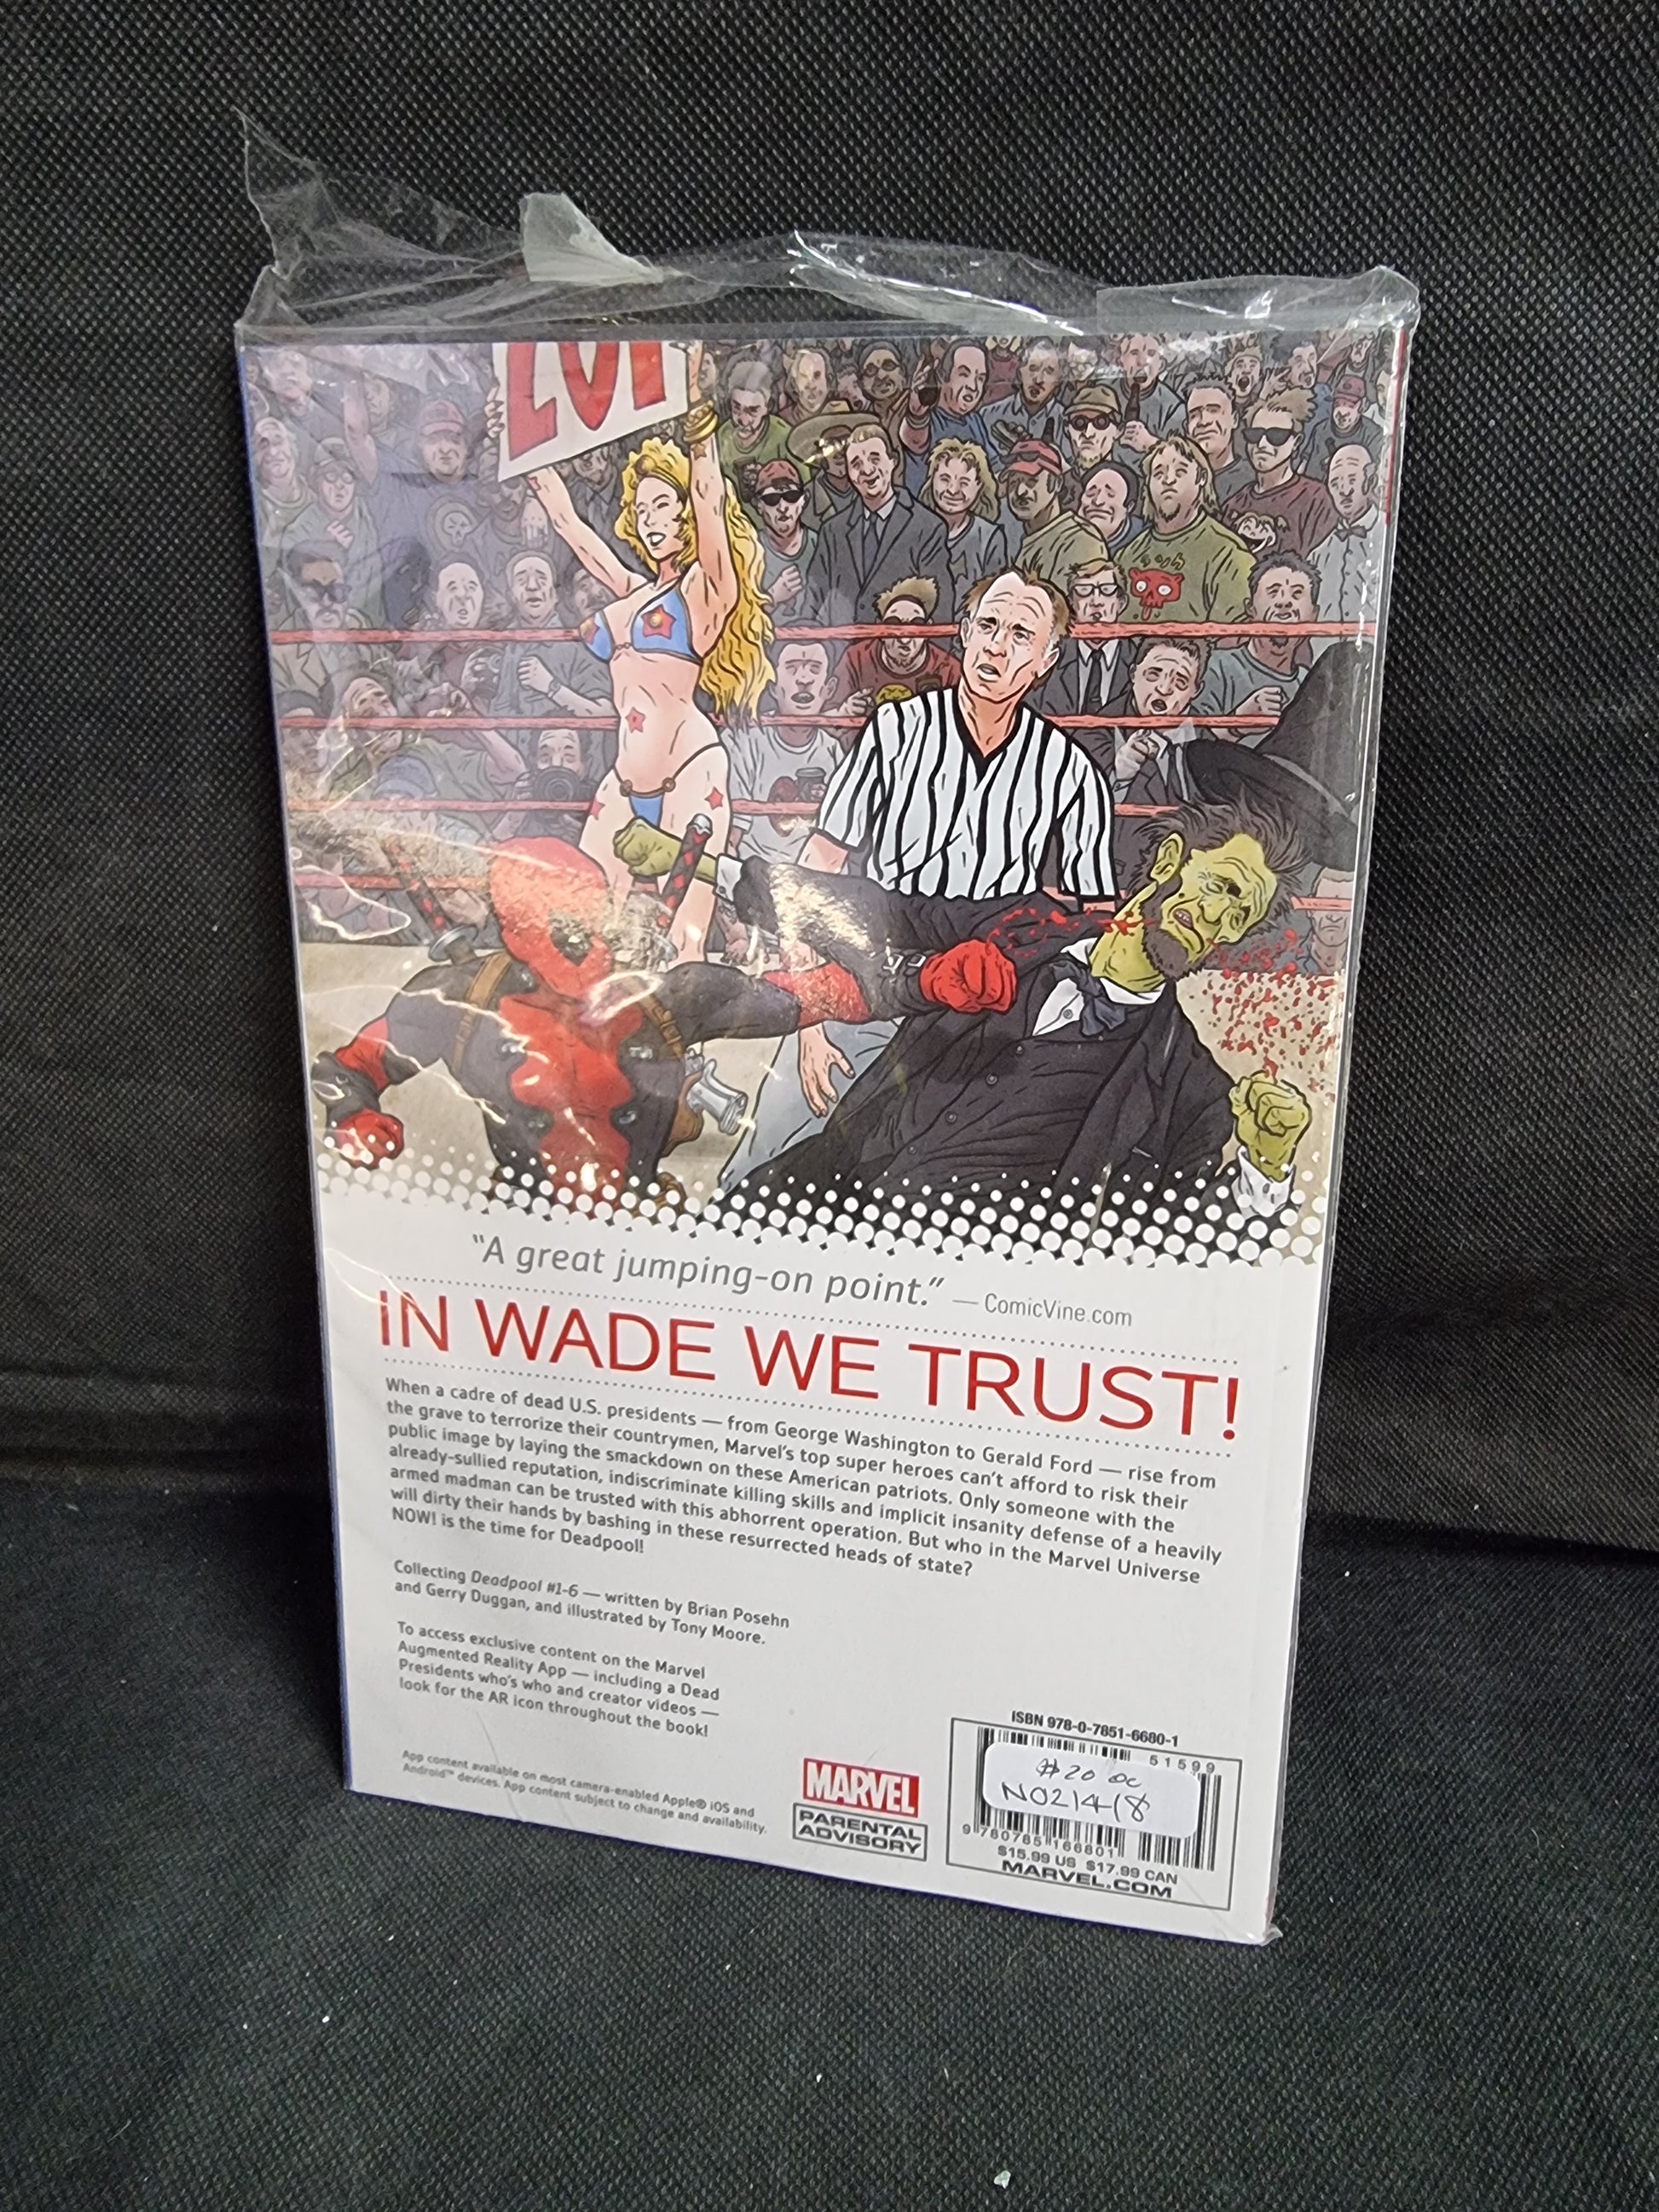 "A great jumping-on point." — ComicVine.com
IN WADE WE TRUST!
When a cadre of dead U.S. presidents — from George Washington to Gerald Ford — rise from
the grave to terrorize their countrymen, Marvel's top super heroes can't afford to risk their
public image by laying the smackdown on these American patriots. Only someone with the
already-sullied reputation, indiscriminate killing skills and implicit insanity defense of a heavily
armed madman can be trusted with this abhorrent operation. But who in the Marvel Universe
will dirty their hands by bashing in these resurrected heads of state?
NOW! is the time for Deadpool!
Collecting Deadpool #1-6 — written by Brian Posehn
and Gerry Duggan, and illustrated by Tony Moore.
To access exclusive content on the Marvel
Augmented Reality App — including a Dead
Presidents who's who and creator videos —
look for the AR icon throughout the book!
App content available on most camera-enabled Apple® iOS and
Android™ devices. App content subject to change and availability.
MARVEL
PARENTAL
ADVISORY
ISBN 978-0-7851-6680-1
51599
$20 oc
N021418
9 780785 166801
$15.99 US $17.99 CAN
MARVEL.COM